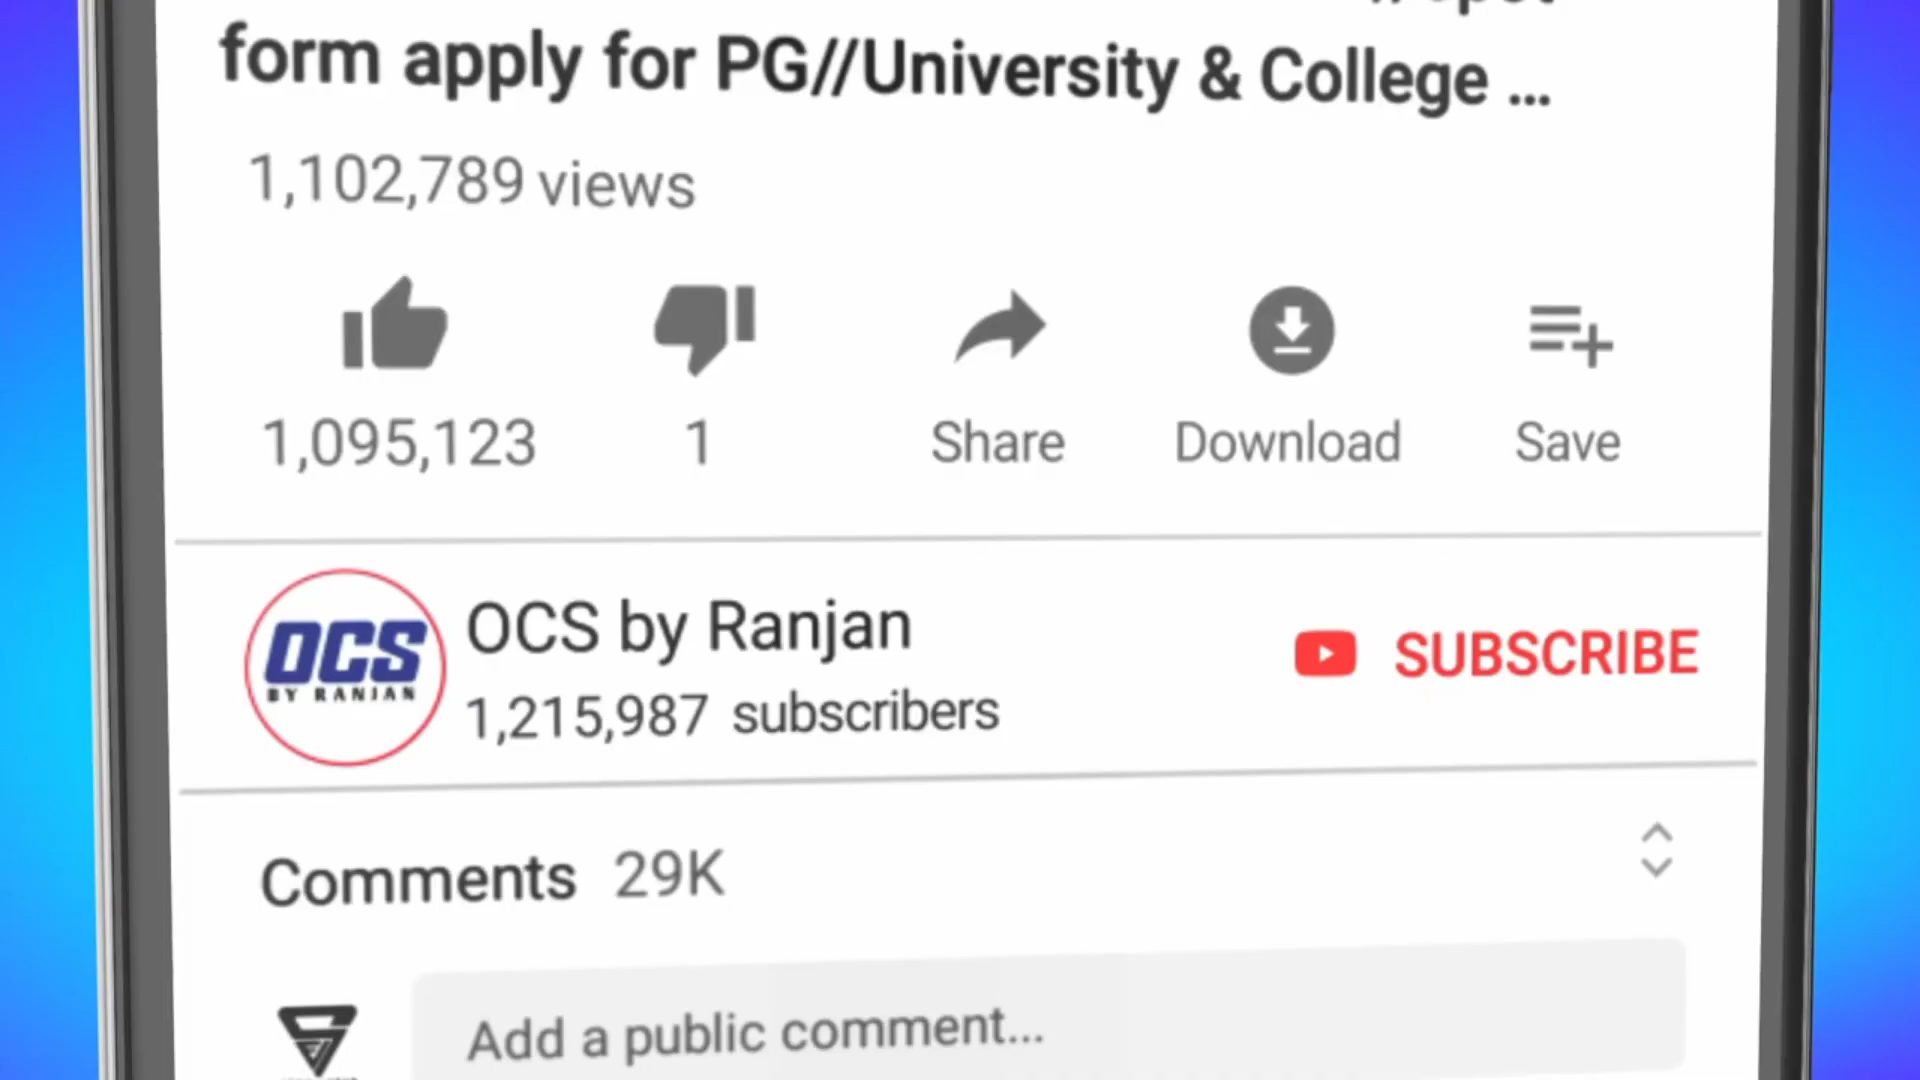 form apply for PG//University & College ...
1,102,789 views
1,095,123
1
Share
Download
Save
OCS
BY RANJAN
OCS by Ranjan
1,215,987 subscribers
SUBSCRIBE
Comments 29K
Add a public comment...